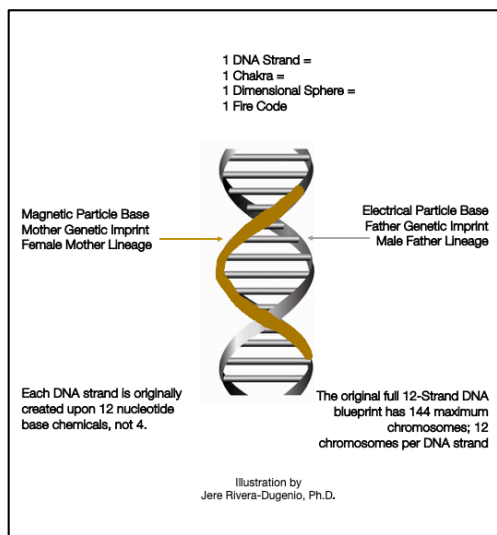 1 DNA Strand =
1 Chakra =
1 Dimensional Sphere =
1 Fire Code
Magnetic Particle Base
Mother Genetic Imprint
Female Mother Lineage
Electrical Particle Base
Father Genetic Imprint
Male Father Lineage
Each DNA strand is originally
created upon 12 nucleotide
base chemicals, not 4.
The original full 12-Strand DNA
blueprint has 144 maximum
chromosomes; 12
chromosomes per DNA strand
Illustration by
Jere Rivera-Dugenio, Ph.D.